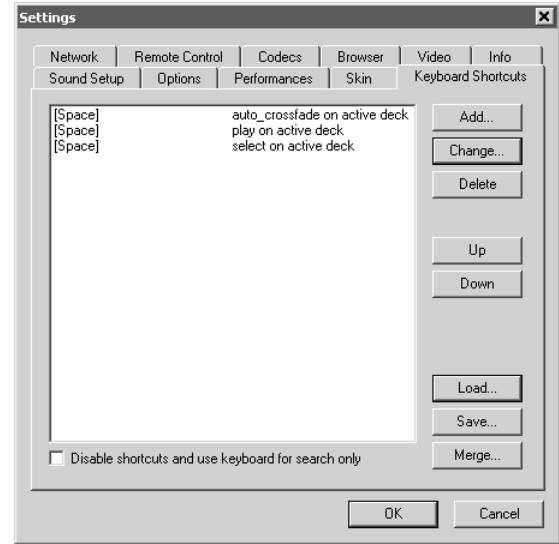 Settings
Network Remote Control Codecs Browser Video Info
Sound Setup Options Performances Skin Keyboard Shortcuts
[Space] auto_crossfade on active deck
[Space] play on active deck
[Space] select on active deck
Add...
Change...
Delete
Up
Down
Load...
Save...
Merge...
Disable shortcuts and use keyboard for search only
OK Cancel